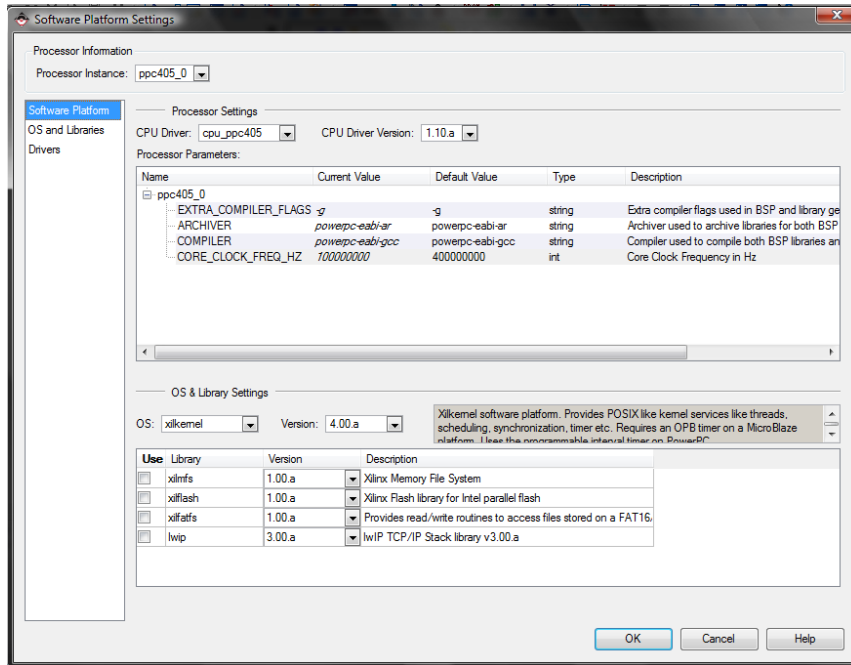 Software Platform Settings
Processor Information
Processor Instance: ppc405_0
Software Platform
OS and Libraries
Drivers
Processor Settings
CPU Driver: cpu_ppc405 CPU Driver Version: 1.10.a
Processor Parameters:
Name Current Value Default Value Type Description
ppc405_0
EXTRA_COMPILER_FLAGS -g -g string Extra compiler flags used in BSP and library ge
ARCHIVER powerpc-eabi-ar powerpc-eabi-ar string Archiver used to archive libraries for both BSP
COMPILER powerpc-eabi-gcc powerpc-eabi-gcc string Compiler used to compile both BSP libraries an
CORE_CLOCK_FREQ_HZ 100000000 400000000 int Core Clock Frequency in Hz
OS & Library Settings
OS: xilkernel Version: 4.00.a
Xilkernel software platform. Provides POSIX like kernel services like threads,
scheduling, synchronization, timer etc. Requires an OPB timer on a MicroBlaze
platform. Uses the programmable interval timer on PowerPC
Use Library Version Description
xilmfs 1.00.a Xilinx Memory File System
xilflash 1.00.a Xilinx Flash library for Intel parallel flash
xilfatfs 1.00.a Provides read/write routines to access files stored on a FAT16
lwip 3.00.a lwIP TCP/IP Stack library v3.00.a
OK Cancel Help